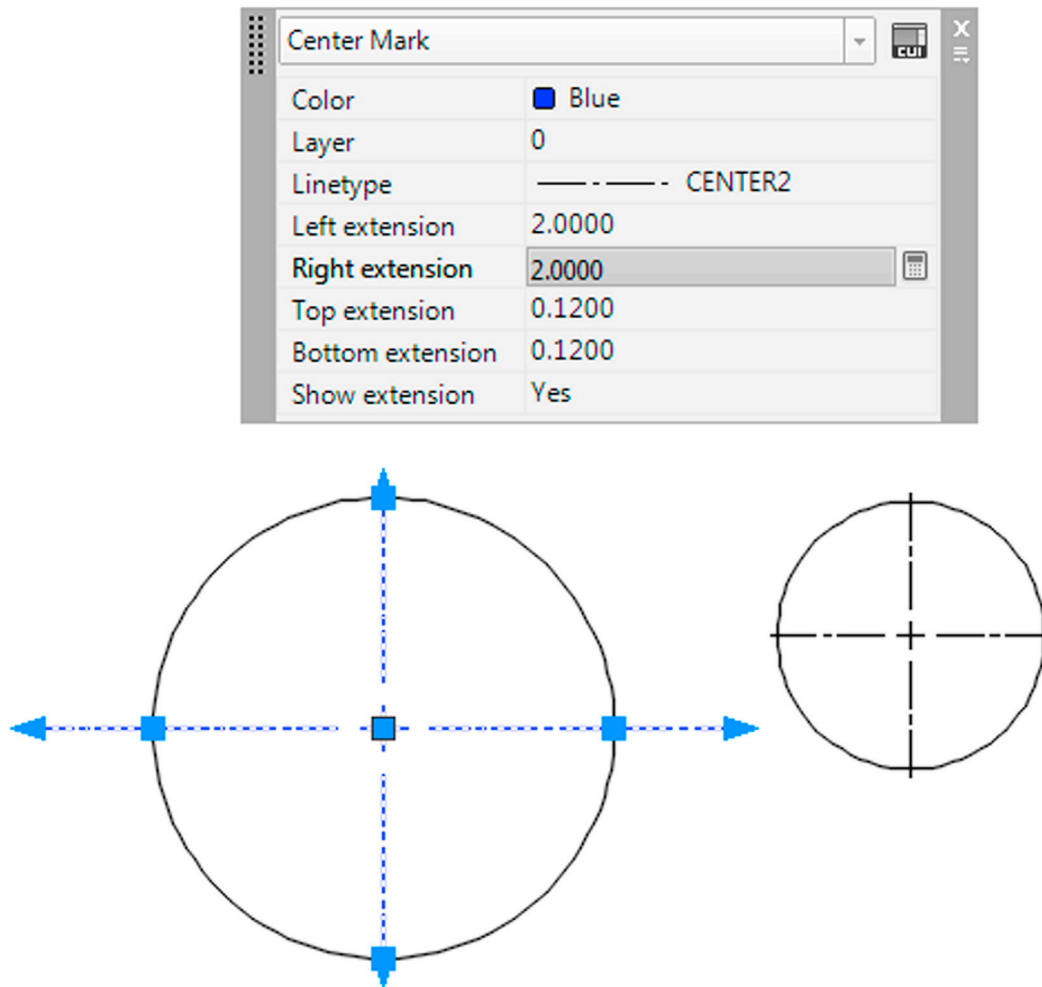 Center Mark
CUI
Color Blue
Layer 0
Linetype CENTER2
Left extension 2.0000
Right extension 2.0000
Top extension 0.1200
Bottom extension 0.1200
Show extension Yes